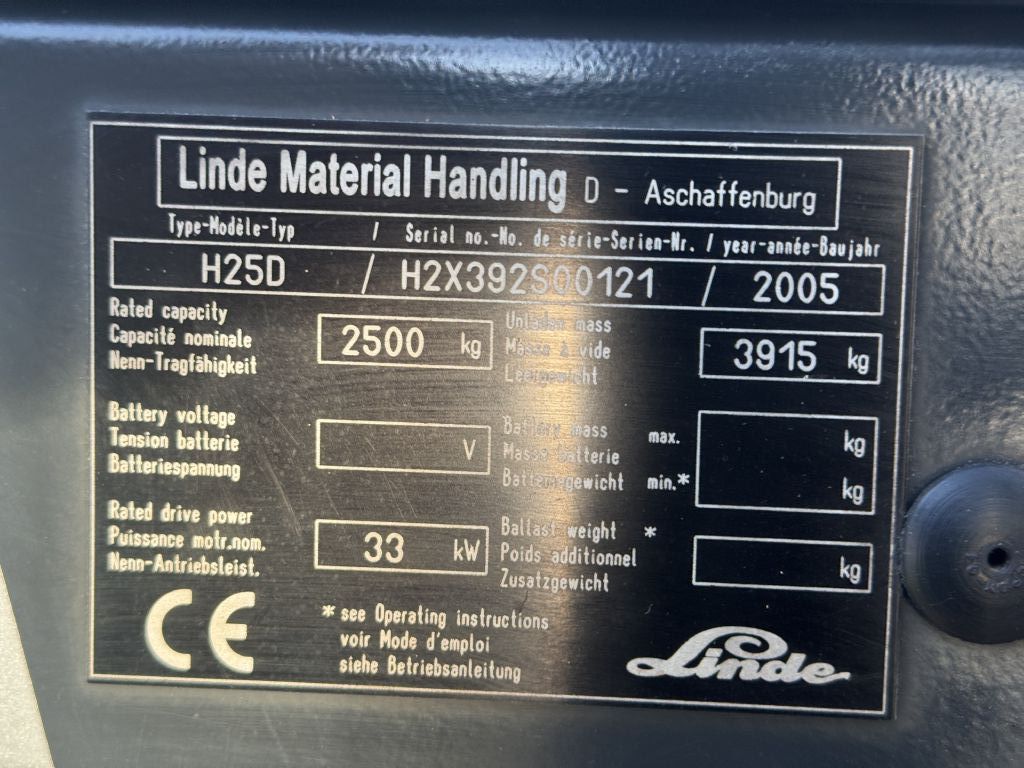 Linde Material Handling D - Aschaffenburg
Type-Modèle-Typ / Serial no.-No. de série-Serien-Nr. / year-année-Baujahr
H25D / H2X392S00121 / 2005
Rated capacity
Capacité nominale
Nenn-Tragfähigkeit
2500 kg
Unladen mass
Masse à vide
Leergewicht
3915 kg
Battery voltage
Tension batterie
Batteriespannung
V
Battery mass max.
Masse batterie
Batteriegewicht min.*
kg
kg
Rated drive power
Puissance motr.nom.
Nenn-Antriebsleist.
33 kW
Ballast weight *
Poids additionnel
Zusatzgewicht
kg
CE
* see Operating instructions
voir Mode d'emploi
siehe Betriebsanleitung
Linde